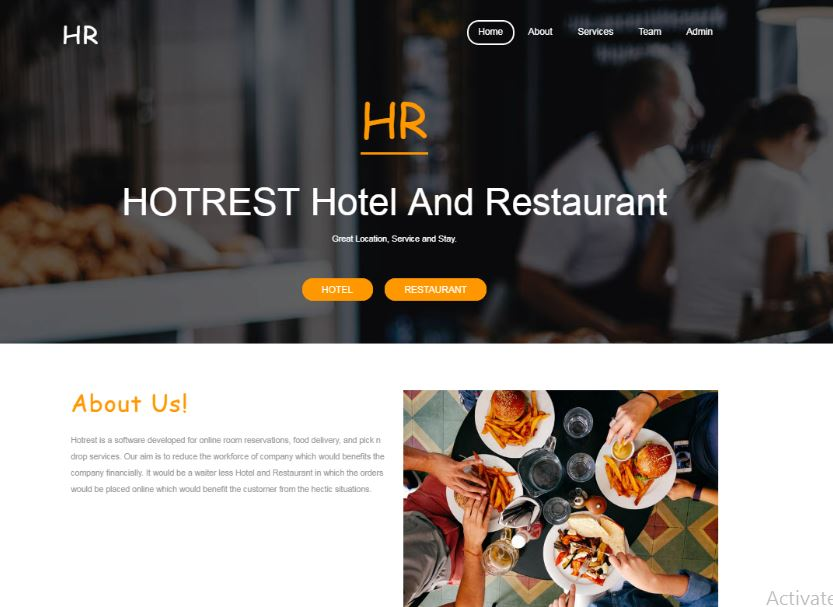 HR
Home About Services Team Admin
HR
HOTREST Hotel And Restaurant
Great Location, Service and Stay.
HOTEL RESTAURANT
About Us!
Hotrest is a software developed for online room reservations, food delivery, and pick n
drop services. Our aim is to reduce the workforce of company which would benefits the
company financially. It would be a waiter less Hotel and Restaurant in which the orders
would be placed online which would benefit the customer from the hectic situations.
Activate